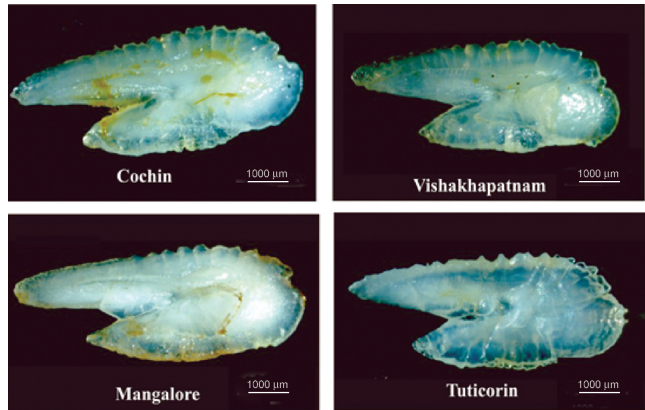 Cochin
1000 µm
Vishakhapatnam
1000 µm
Mangalore
1000 µm
Tuticorin
1000 µm